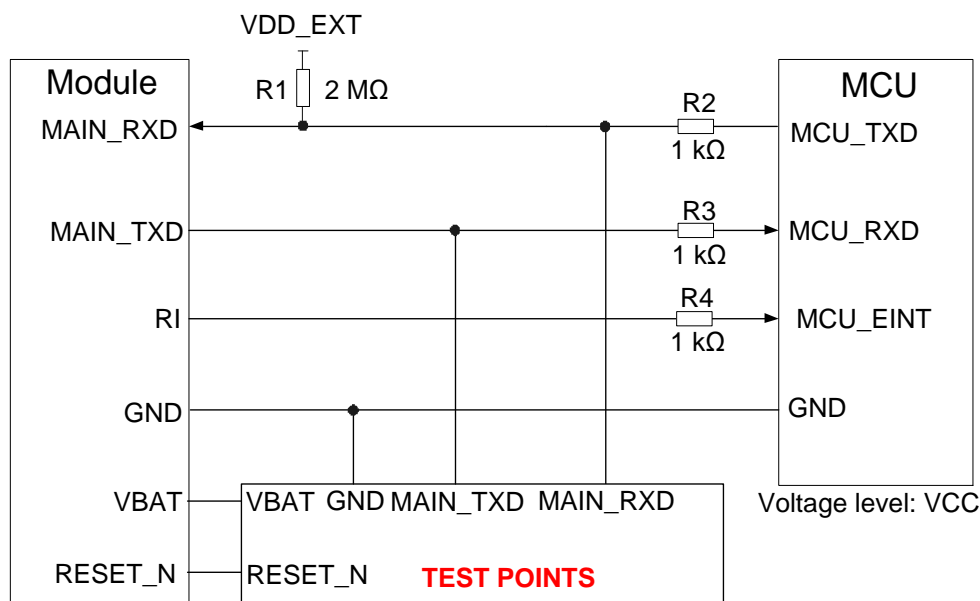 VDD_EXT
Module
MCU
R1
2 MΩ
R2
MAIN_RXD
MCU_TXD
1 kΩ
R3
MAIN_TXD
MCU_RXD
1 kΩ
R4
RI
MCU_EINT
1 kΩ
GND
GND
VBAT
VBAT
GND
MAIN_TXD
MAIN_RXD
Voltage level: VCC
RESET_N
RESET_N
TEST POINTS